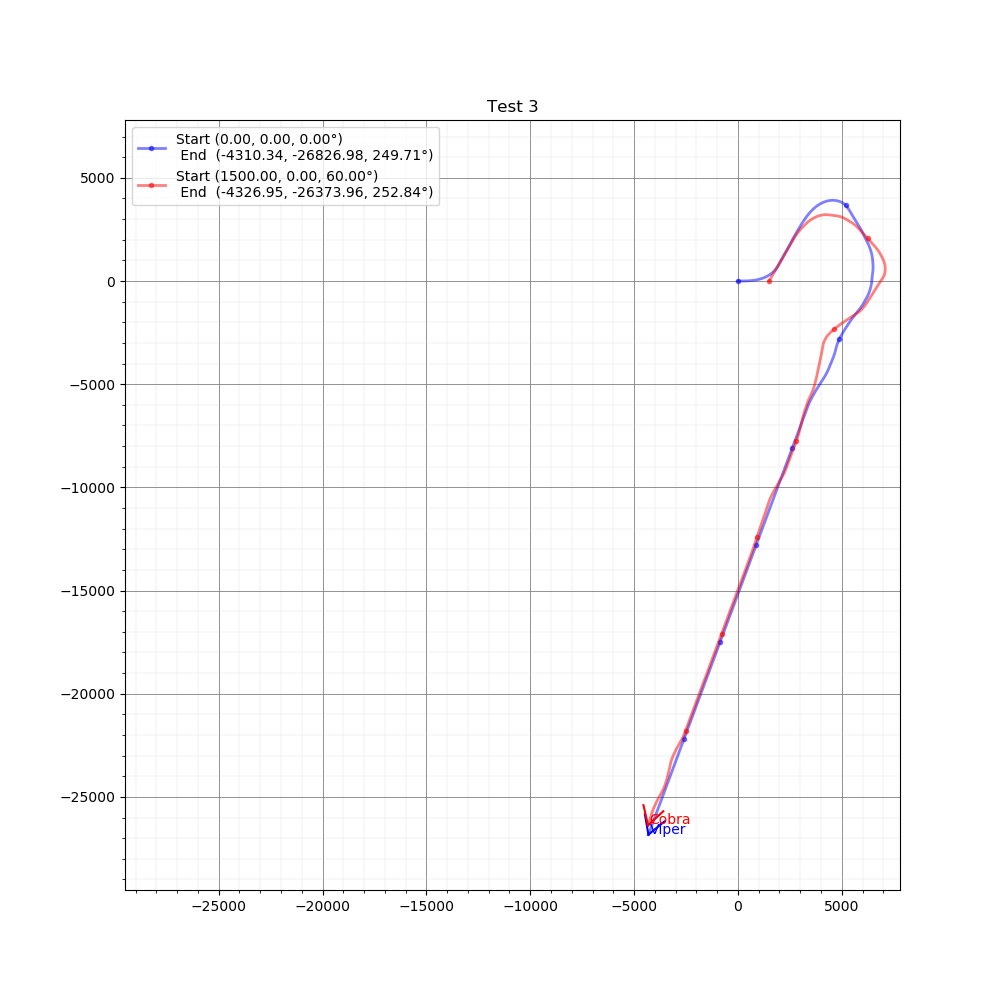 Test 3
Start (0.00, 0.00, 0.00°)
End (-4310.34, -26826.98, 249.71°)
Start (1500.00, 0.00, 60.00°)
End (-4326.95, -26373.96, 252.84°)
5000
0
−5000
−10000
−15000
−20000
−25000
Cobra
Viper
−25000 −20000 −15000 −10000 −5000 0 5000